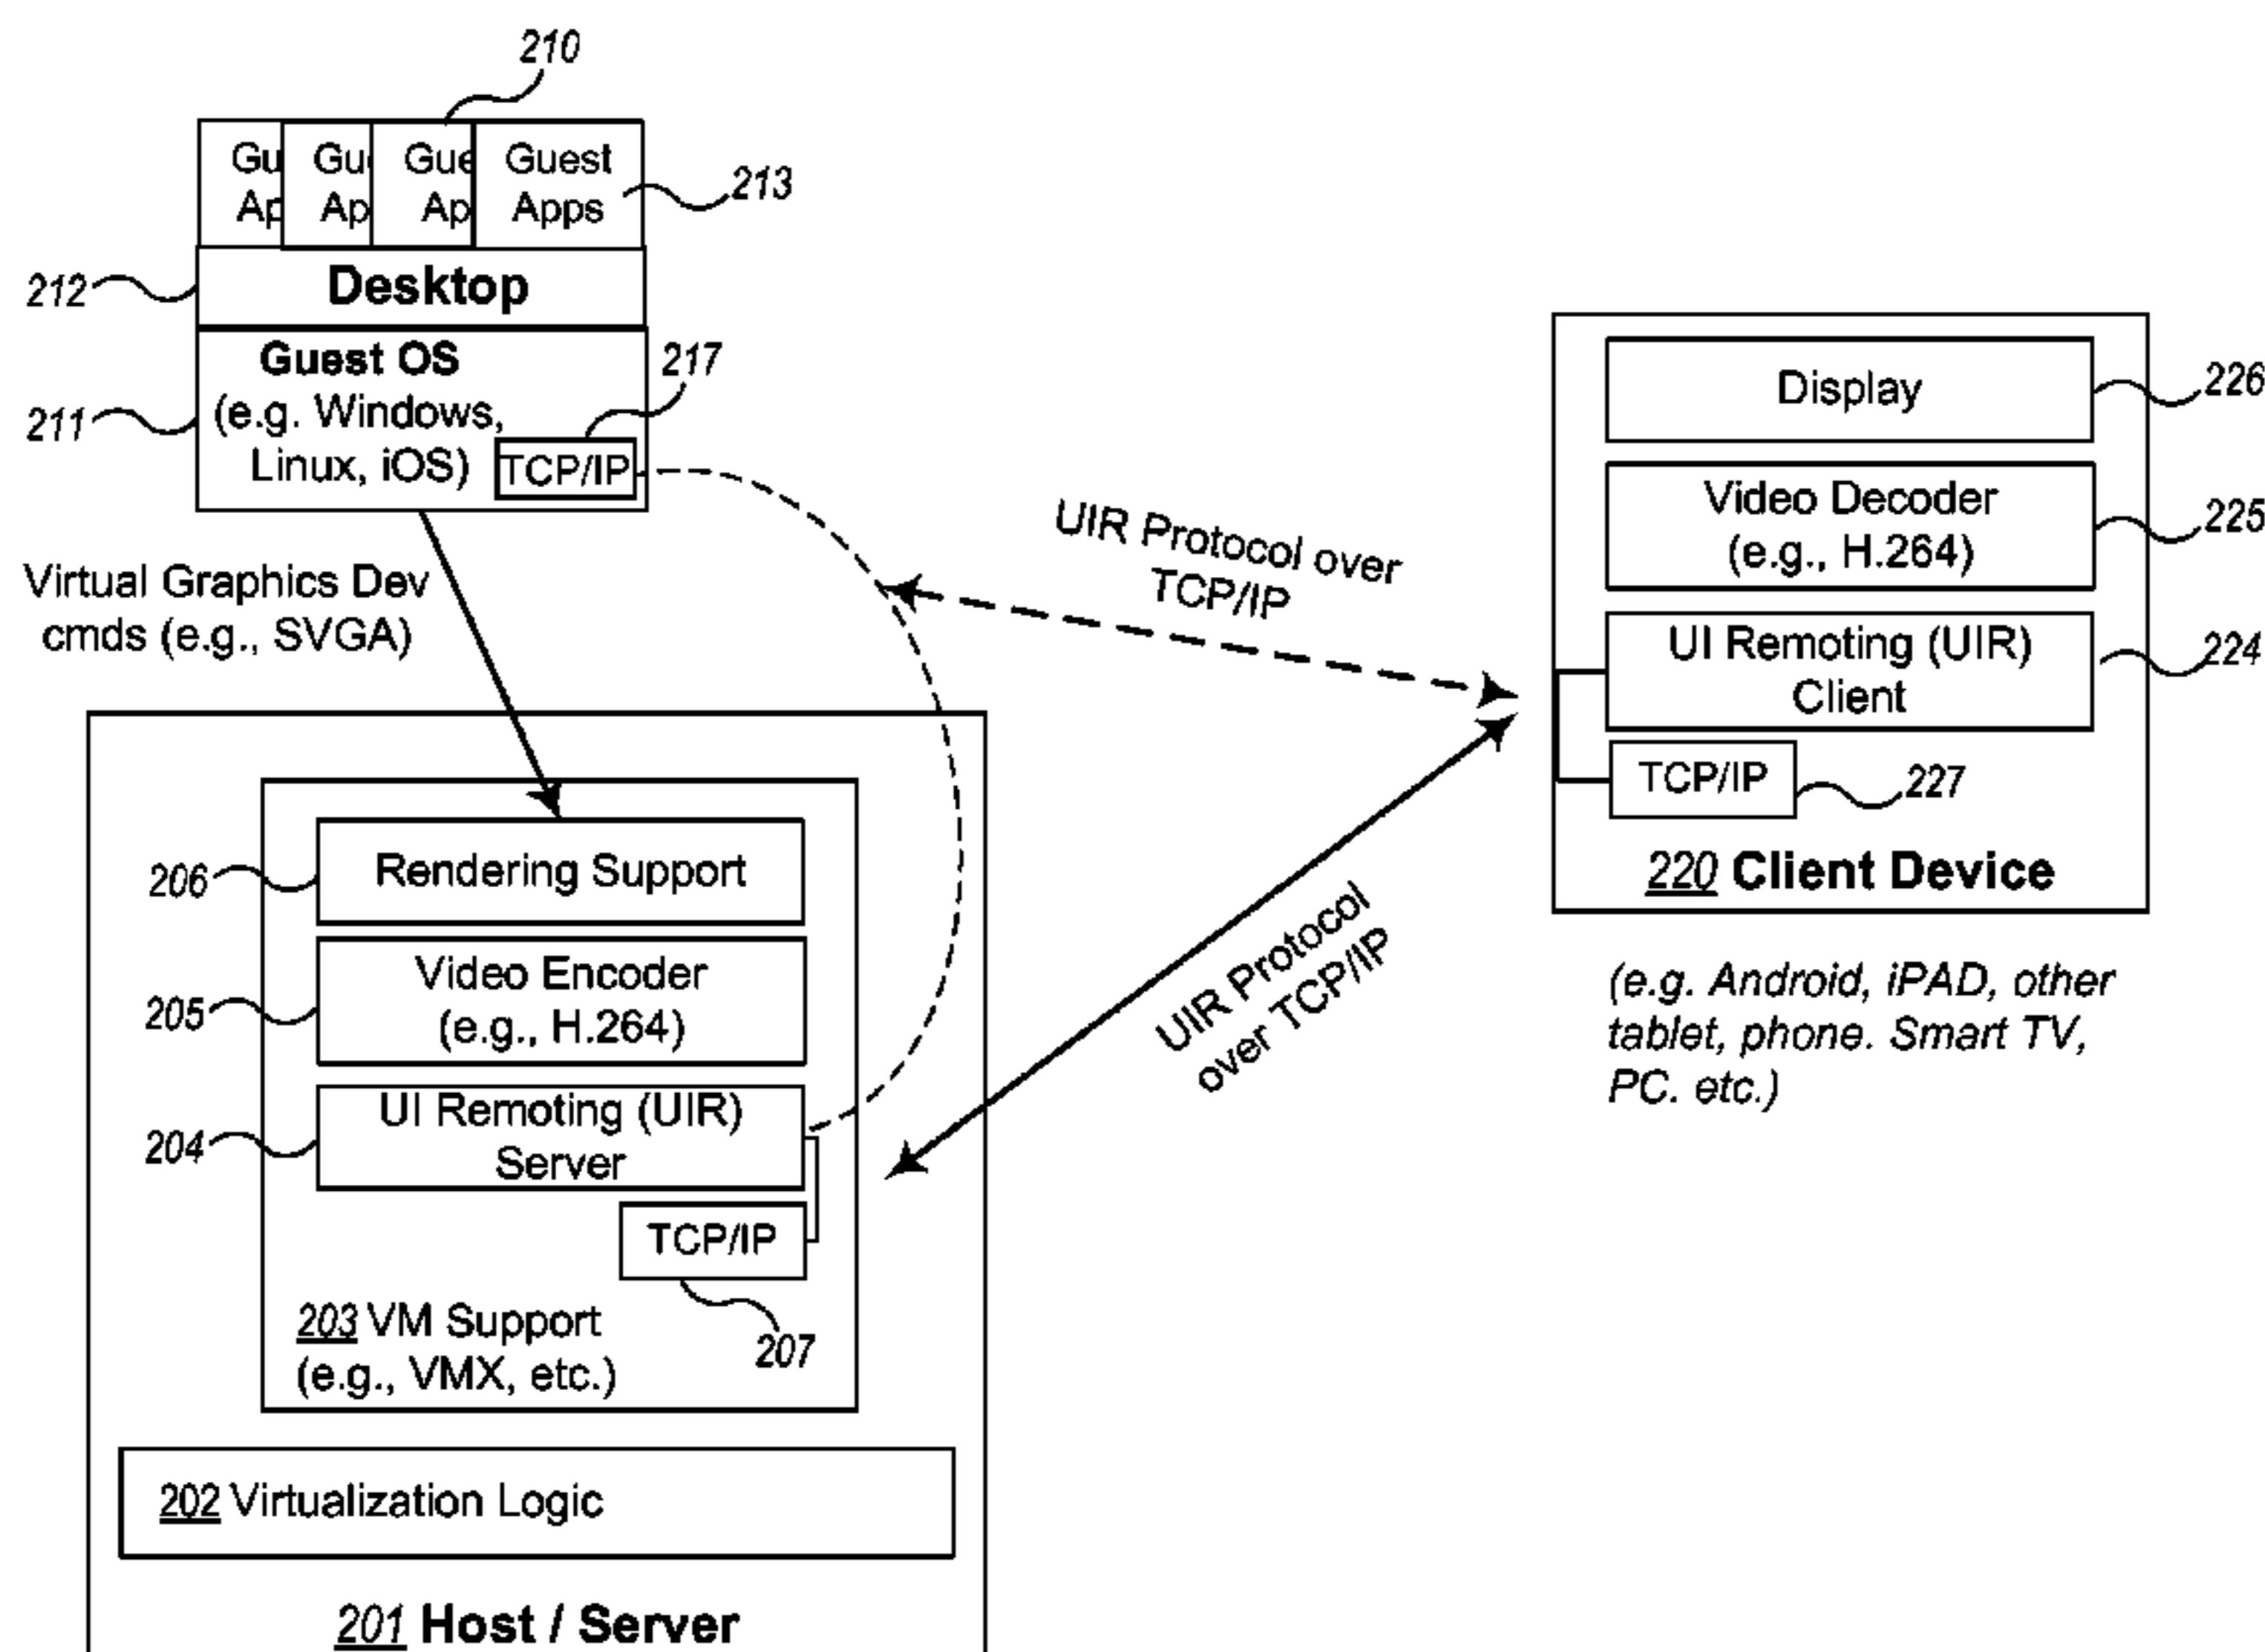 210
Gu Gu Gue Guest
Ap Ap Ap Apps
213
212
Desktop
Guest OS
(e.g. Windows,
Linux, iOS)
217
211
TCP/IP
Virtual Graphics Dev
cmds (e.g., SVGA)
UIR Protocol over
TCP/IP
Display
226
Video Decoder
(e.g., H.264)
225
UI Remoting (UIR)
Client
224
TCP/IP
227
220 Client Device
(e.g. Android, iPAD, other
tablet, phone. Smart TV,
PC. etc.)
UIR Protocol
over TCP/IP
206
Rendering Support
205
Video Encoder
(e.g., H.264)
204
UI Remoting (UIR)
Server
TCP/IP
207
203 VM Support
(e.g., VMX, etc.)
202 Virtualization Logic
201 Host / Server